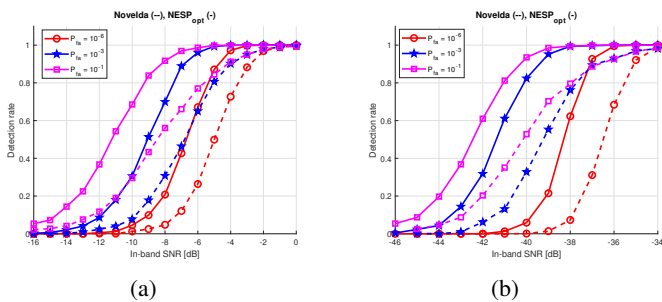 Novelda (--), NESP_opt (-)
P_fa = 10^-6
P_fa = 10^-3
P_fa = 10^-1
Detection rate
1
0.8
0.6
0.4
0.2
0
-16 -14 -12 -10 -8 -6 -4 -2 0
In-band SNR [dB]
(a)
Novelda (--), NESP_opt (-)
P_fa = 10^-6
P_fa = 10^-3
P_fa = 10^-1
Detection rate
1
0.8
0.6
0.4
0.2
0
-46 -44 -42 -40 -38 -36 -34
In-band SNR [dB]
(b)